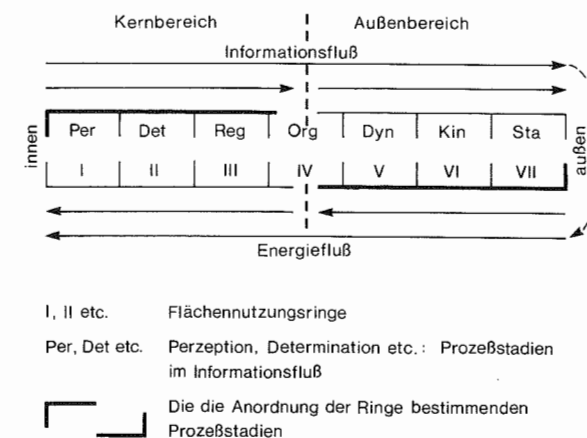 Kernbereich Außenbereich
Informationsfluß
innen
Per Det Reg Org Dyn Kin Sta
außen
I II III IV V VI VII
Energiefluß
I, II etc. Flächennutzungsringe
Per, Det etc. Perzeption, Determination etc.: Prozeßstadien
im Informationsfluß
Die die Anordnung der Ringe bestimmenden
Prozeßstadien